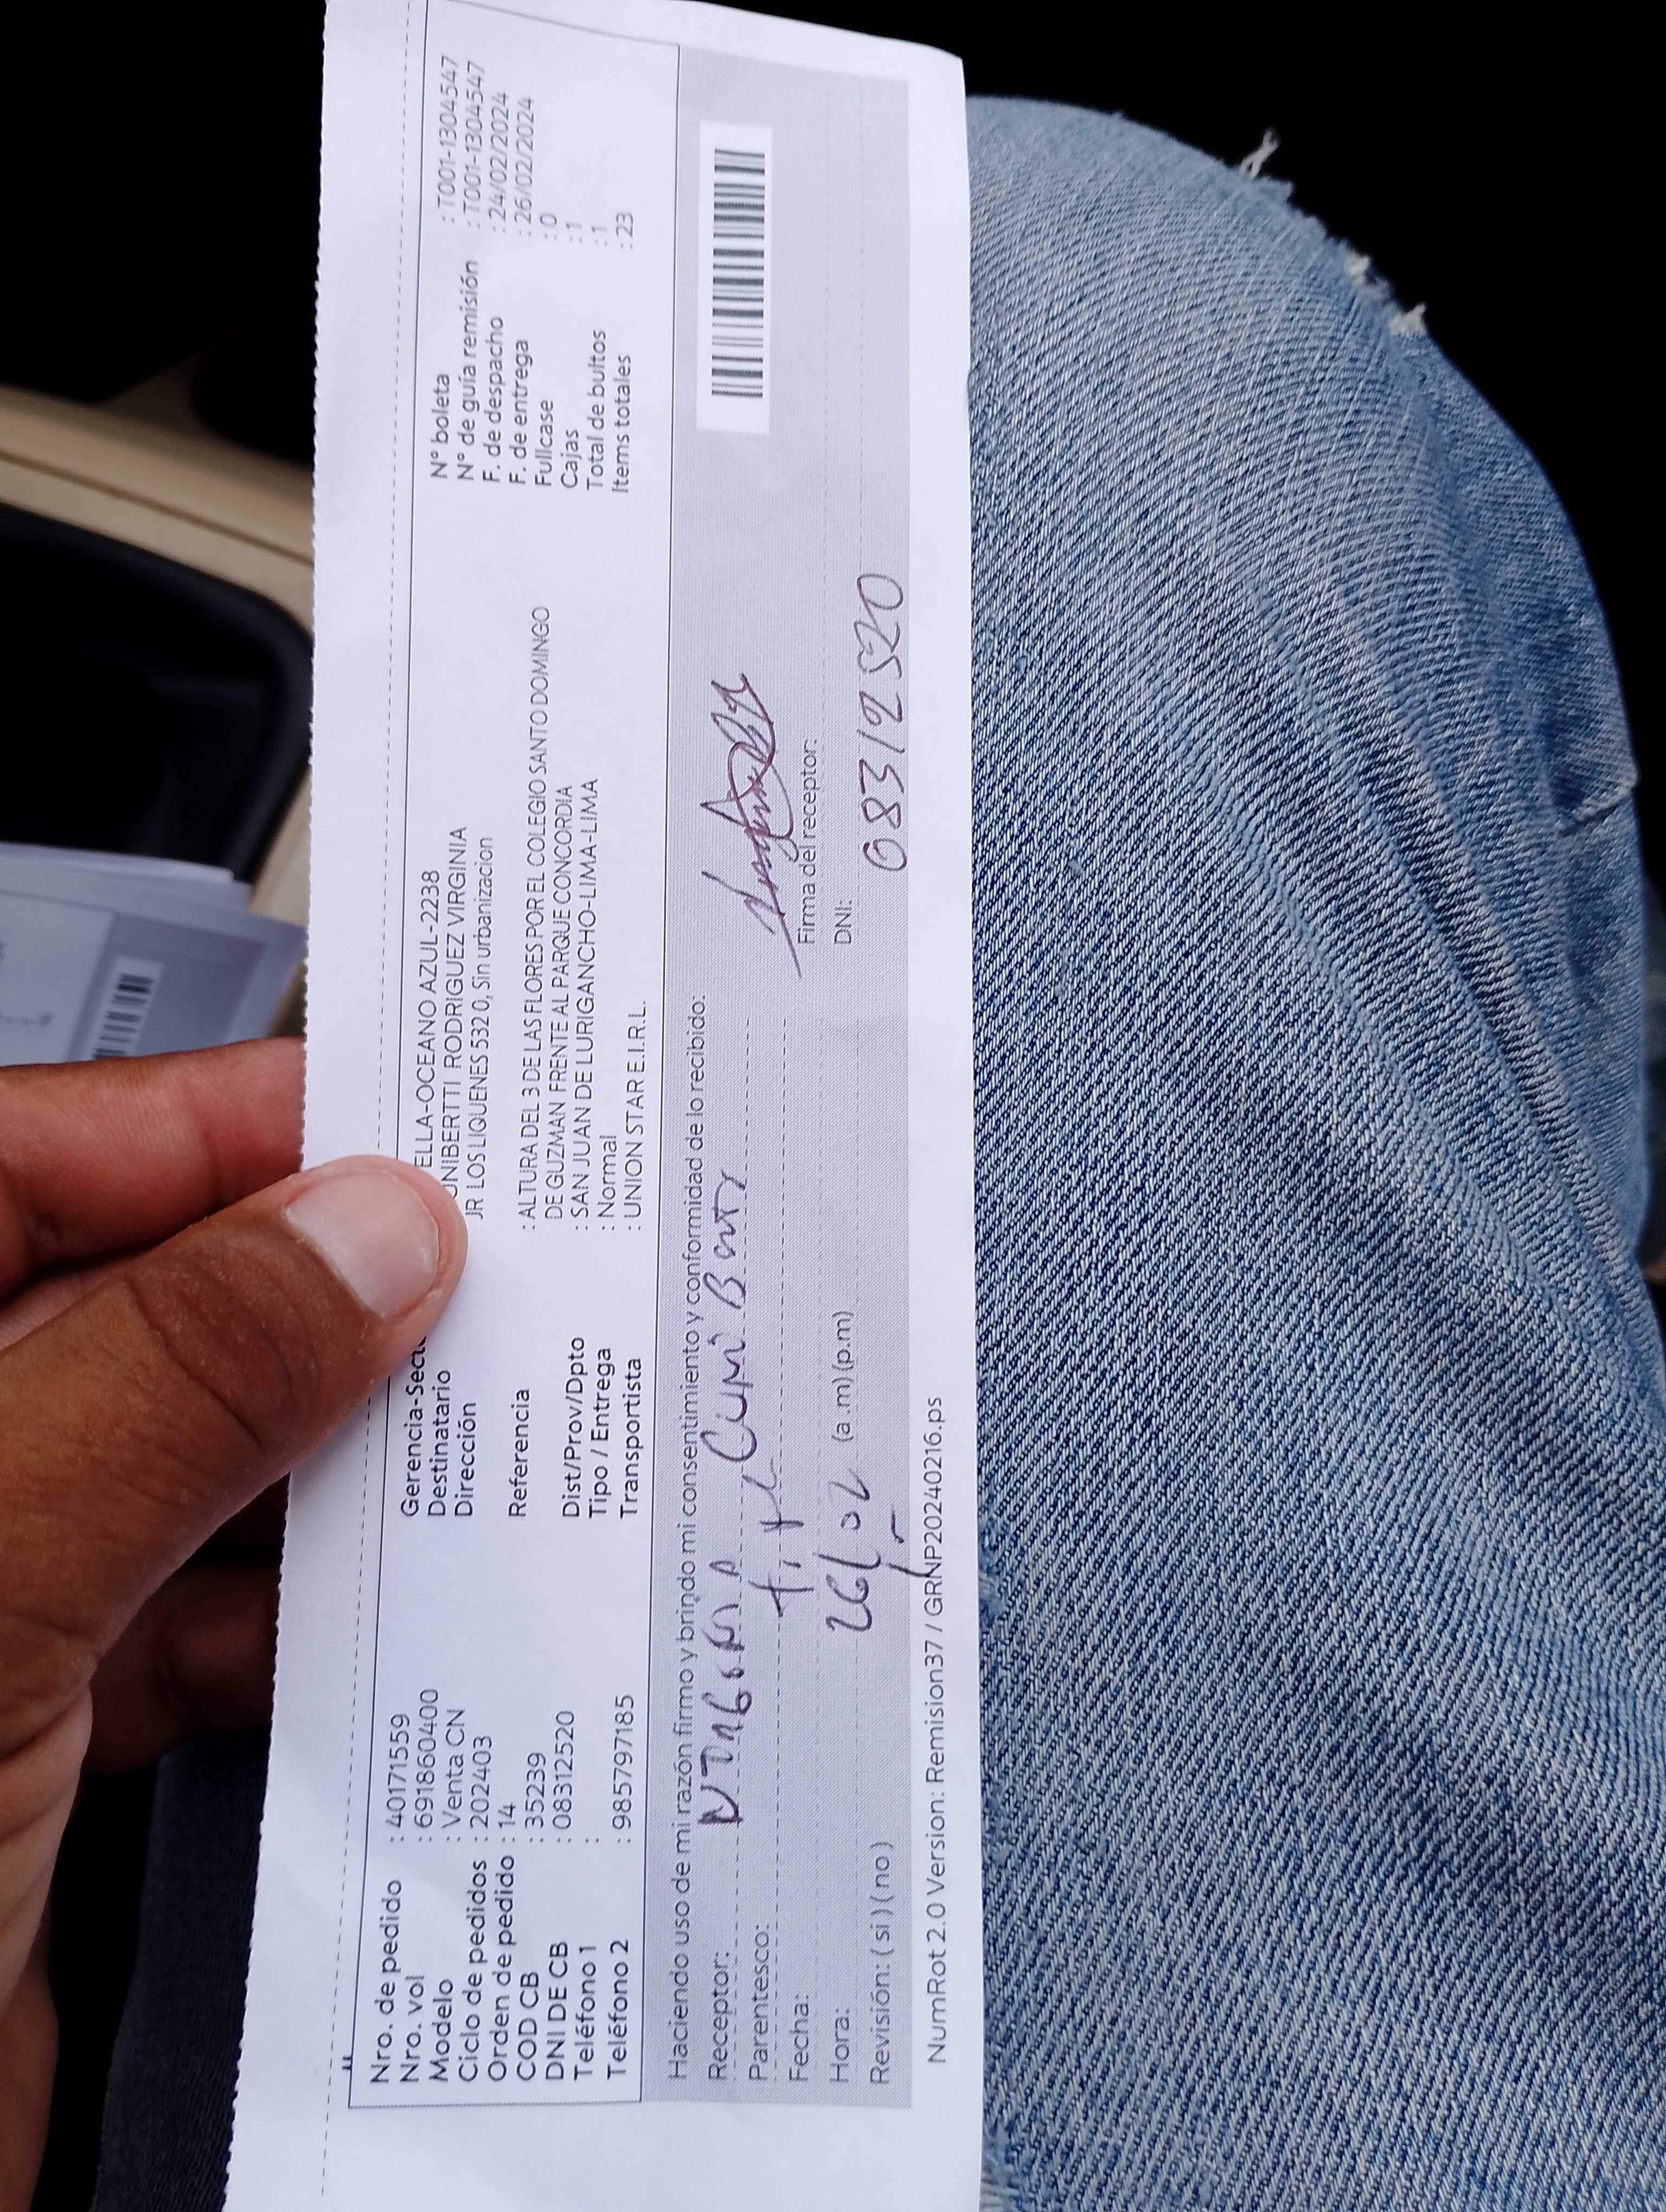 Nro. de pedido : 40171559
Nro. vol : 691860400
Modelo : Venta CN
Ciclo de pedidos : 202403
Orden de pedido : 14
COD CB : 35239
DNI DE CB : 08312520
Teléfono 1 :
Teléfono 2 : 985797185
Gerencia-Sect ELLA-OCEANO AZUL-2238
Destinatario UNIBERTTI RODRIGUEZ VIRGINIA
Dirección JR LOS LIQUENES 532 0, Sin urbanizacion
Referencia : ALTURA DEL 3 DE LAS FLORES POR EL COLEGIO SANTO DOMINGO
DE GUZMAN FRENTE AL PARQUE CONCORDIA
Dist/Prov/Dpto : SAN JUAN DE LURIGANCHO-LIMA-LIMA
Tipo / Entrega : Normal
Transportista : UNION STAR E.I.R.L.
N° boleta : T001-1304547
N° de guía remisión : T001-1304547
F. de despacho : 24/02/2024
F. de entrega : 26/02/2024
Fullcase : 0
Cajas : 1
Total de bultos : 1
Items totales : 23
Haciendo uso de mi razón firmo y brindo mi consentimiento y conformidad de lo recibido:
Receptor:
Parentesco:
Fecha: 26/02
Hora: (a.m) (p.m)
Revisión: ( si ) ( no )
Firma del receptor:
DNI: 08312520
NumRot 2.0 Version: Remision37 / GRNP20240216.ps